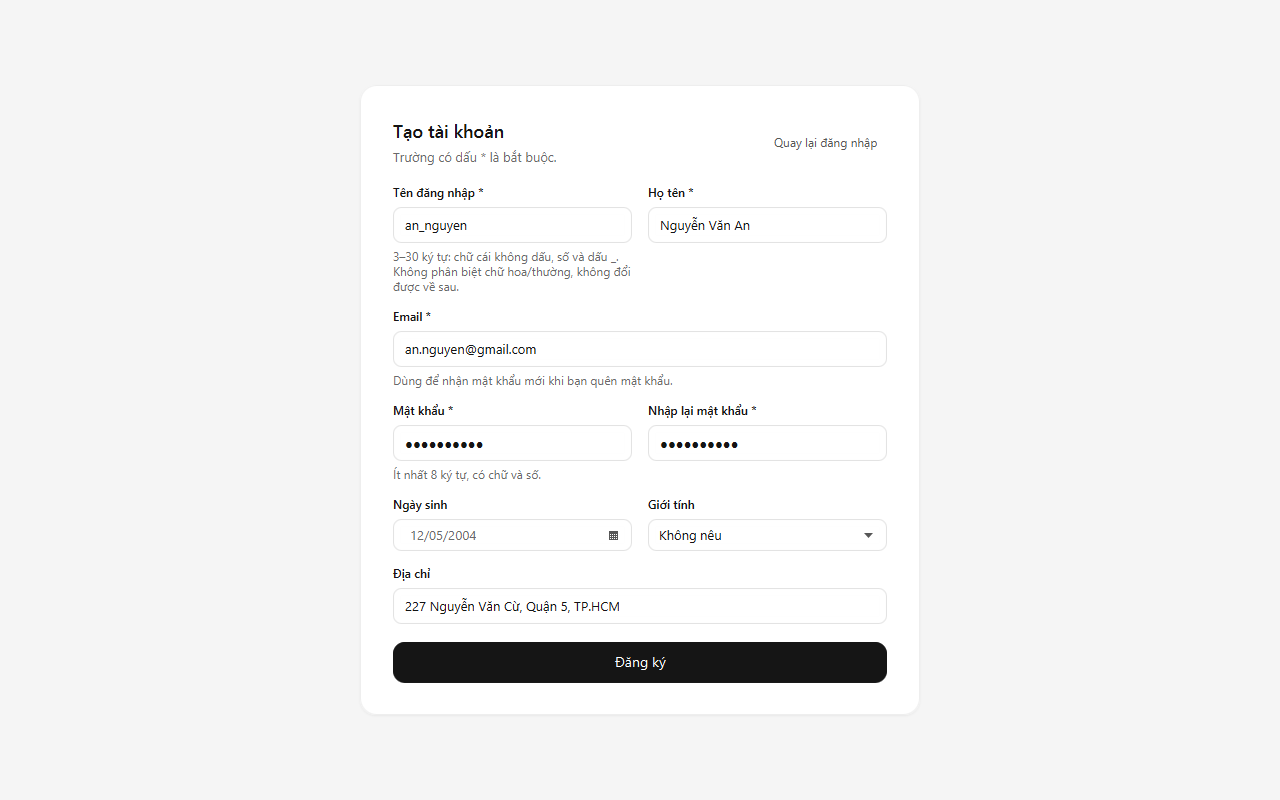 Tạo tài khoản
Trường có dấu * là bắt buộc.
Quay lại đăng nhập
Tên đăng nhập *
Họ tên *
an_nguyen
Nguyễn Văn An
3–30 ký tự: chữ cái không dấu, số và dấu _.
Không phân biệt chữ hoa/thường, không đổi
được về sau.
Email *
an.nguyen@gmail.com
Dùng để nhận mật khẩu mới khi bạn quên mật khẩu.
Mật khẩu *
Nhập lại mật khẩu *
●●●●●●●●●●
●●●●●●●●●●
Ít nhất 8 ký tự, có chữ và số.
Ngày sinh
Giới tính
12/05/2004
Không nêu
Địa chỉ
227 Nguyễn Văn Cừ, Quận 5, TP.HCM
Đăng ký